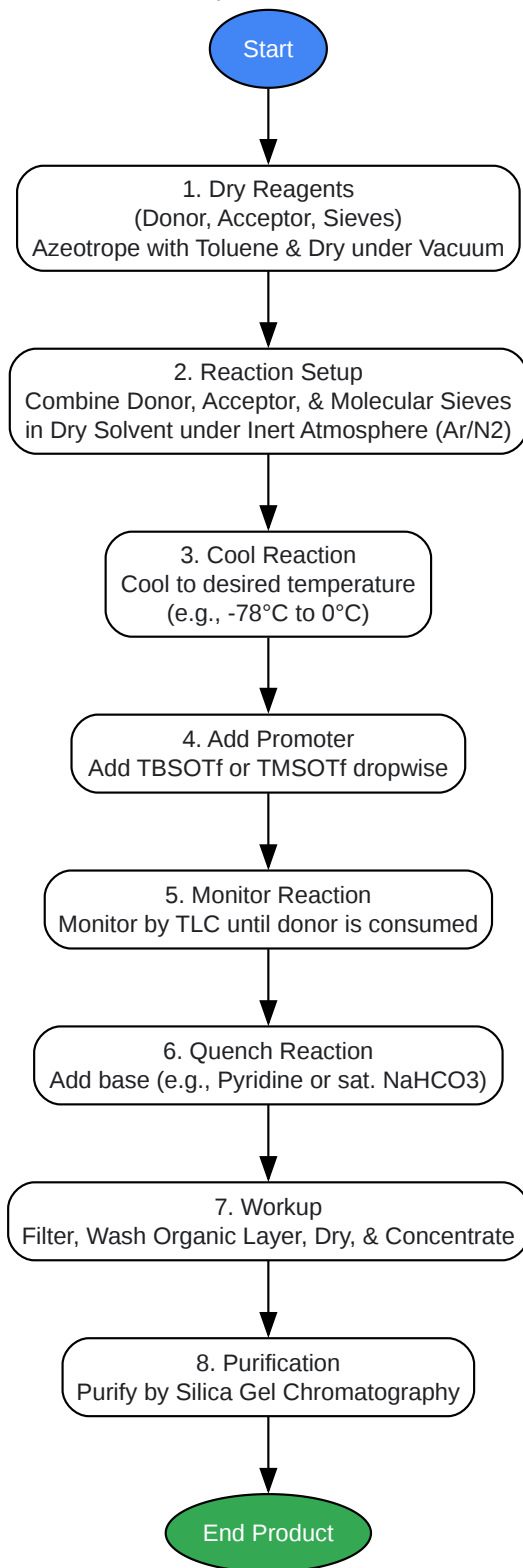 Start
1. Dry Reagents
(Donor, Acceptor, Sieves)
Azeotrope with Toluene & Dry under Vacuum
2. Reaction Setup
Combine Donor, Acceptor, & Molecular Sieves
in Dry Solvent under Inert Atmosphere (Ar/N2)
3. Cool Reaction
Cool to desired temperature
(e.g., -78°C to 0°C)
4. Add Promoter
Add TBSOTf or TMSOTf dropwise
5. Monitor Reaction
Monitor by TLC until donor is consumed
6. Quench Reaction
Add base (e.g., Pyridine or sat. NaHCO3)
7. Workup
Filter, Wash Organic Layer, Dry, & Concentrate
8. Purification
Purify by Silica Gel Chromatography
End Product